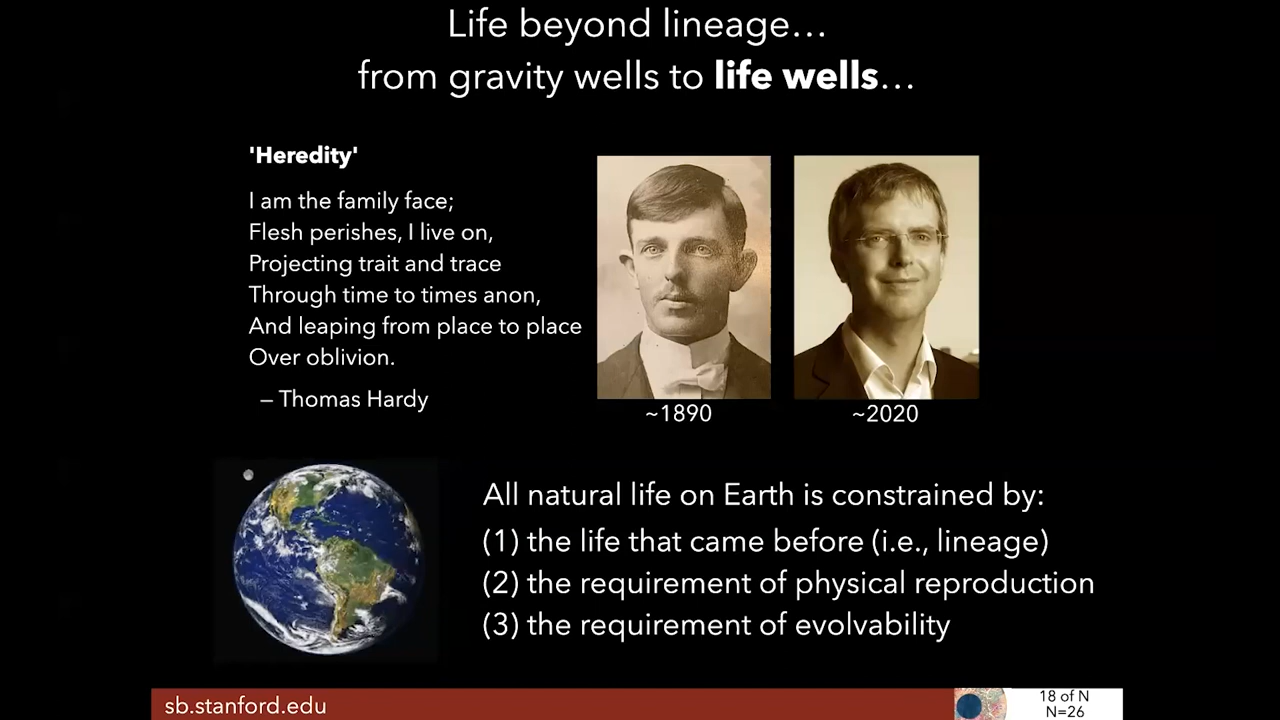 Life beyond lineage…
from gravity wells to life wells…
'Heredity'
I am the family face;
Flesh perishes, I live on,
Projecting trait and trace
Through time to times anon,
And leaping from place to place
Over oblivion.
– Thomas Hardy
~1890
~2020
All natural life on Earth is constrained by:
(1) the life that came before (i.e., lineage)
(2) the requirement of physical reproduction
(3) the requirement of evolvability
sb.stanford.edu
18 of N
N=26